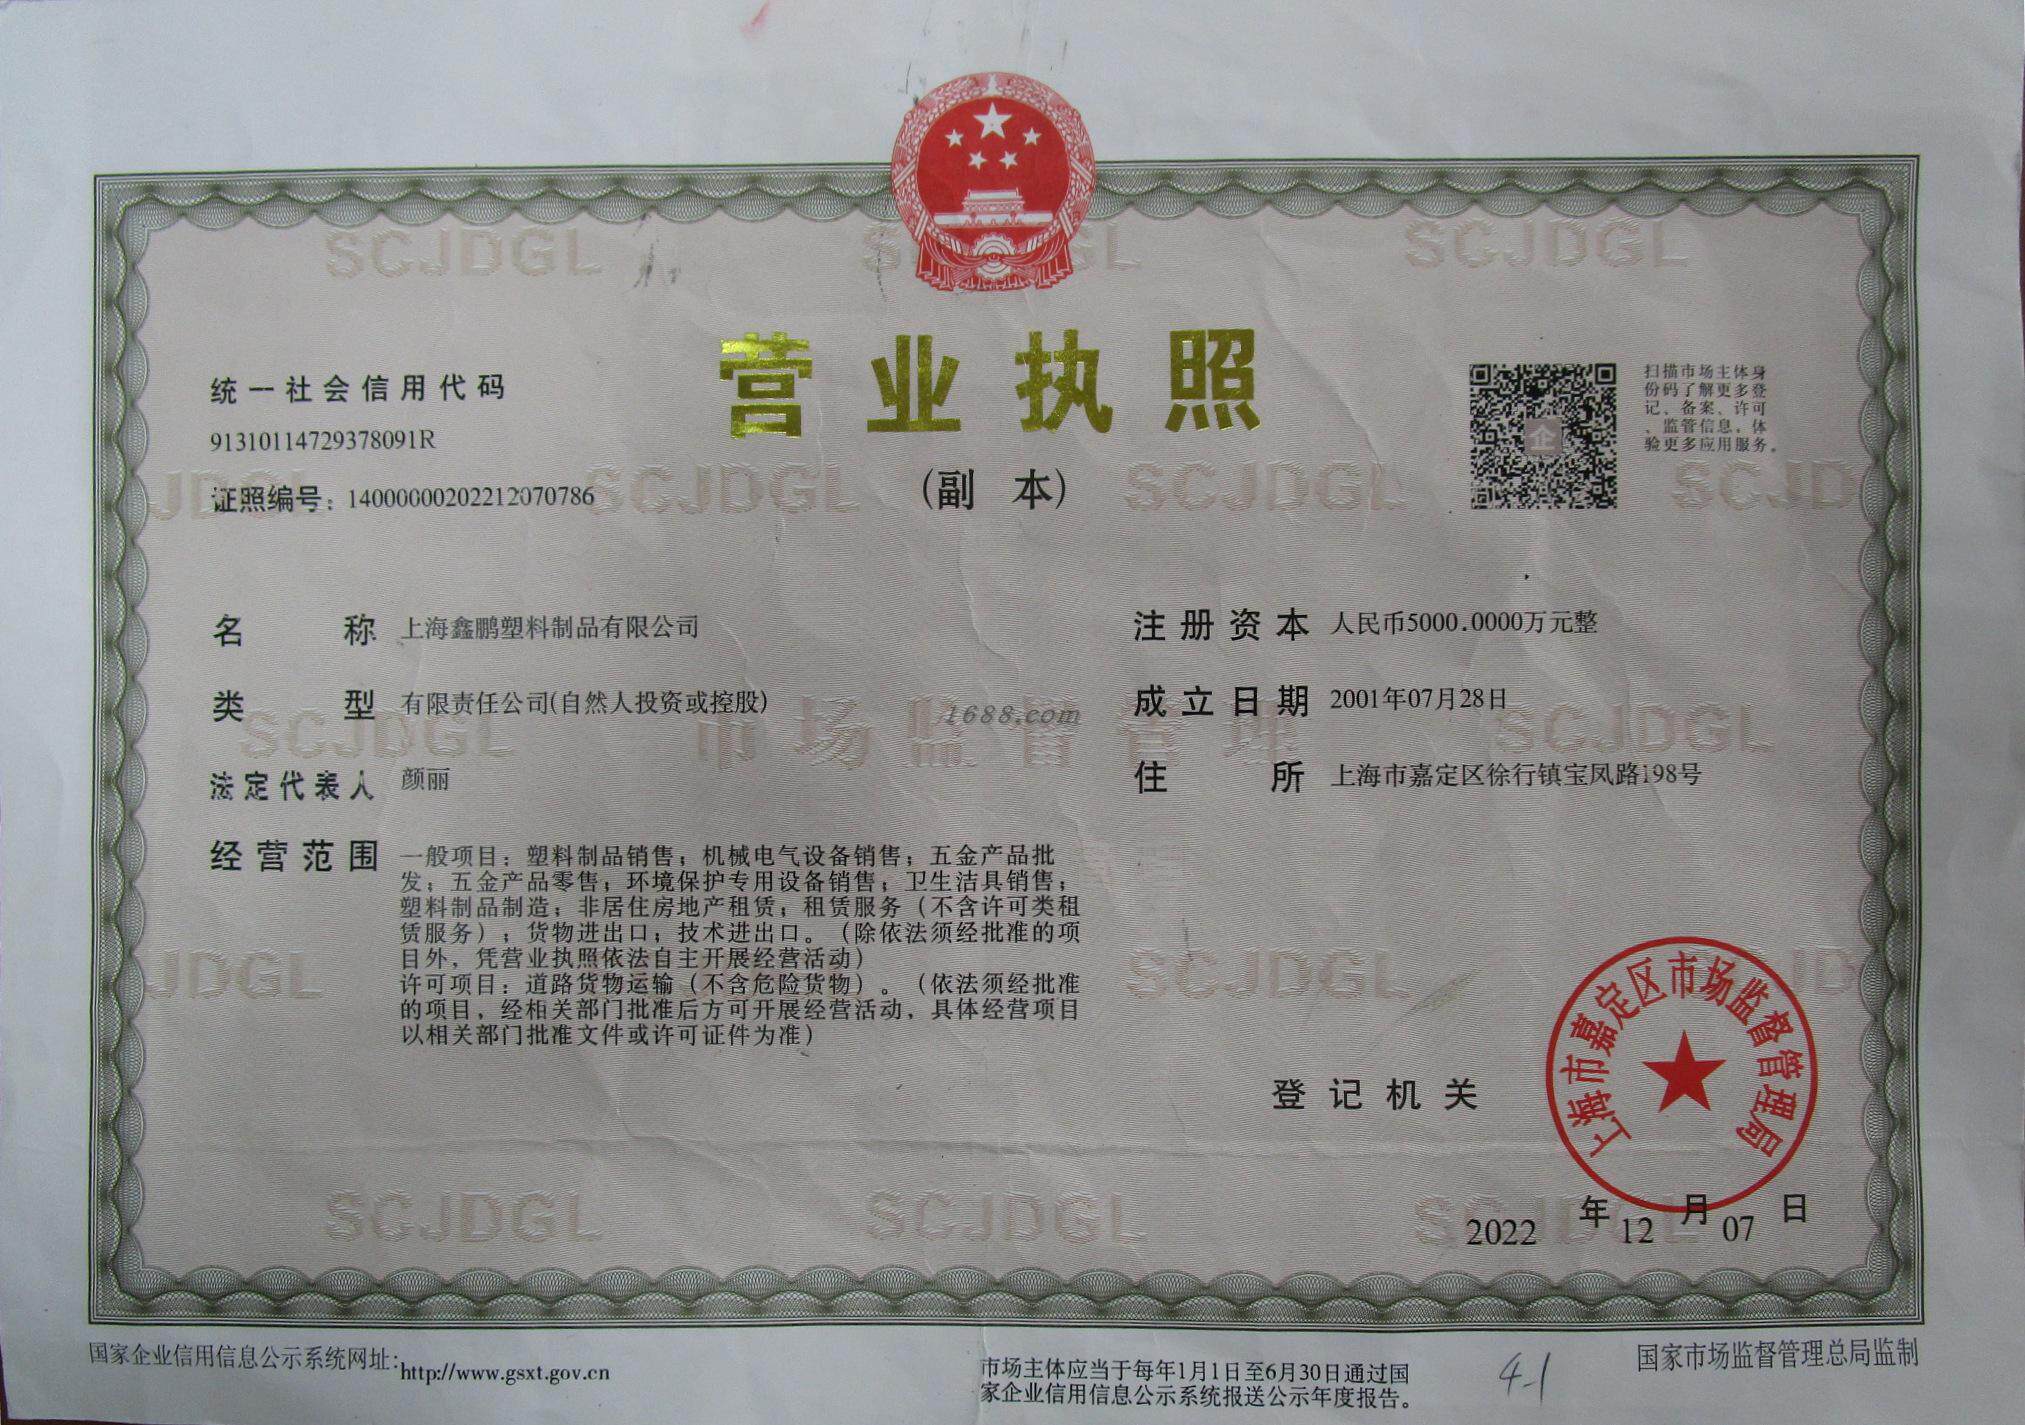 营业执照
(副 本)
统一社会信用代码
91310114729378091R
证照编号：14000000202212070786
扫描市场主体身
份码了解更多登
记、备案、许可
、监管信息，体
验更多应用服务。
名 称 上海鑫鹏塑料制品有限公司
类 型 有限责任公司(自然人投资或控股)
法定代表人 颜丽
经营范围 一般项目：塑料制品销售；机械电气设备销售；五金产品批
发；五金产品零售；环境保护专用设备销售；卫生洁具销售；
塑料制品制造；非居住房地产租赁；租赁服务（不含许可类租
赁服务）；货物进出口；技术进出口。（除依法须经批准的项
目外，凭营业执照依法自主开展经营活动）
许可项目：道路货物运输（不含危险货物）。（依法须经批准
的项目，经相关部门批准后方可开展经营活动，具体经营项目
以相关部门批准文件或许可证件为准）
注册资本 人民币5000.0000万元整
成立日期 2001年07月28日
住 所 上海市嘉定区徐行镇宝凤路198号
1688.com
市场监督管理
SCJDGL
登记机关
上海市嘉定区市场监督管理局
2022年12月07日
国家企业信用信息公示系统网址：http://www.gsxt.gov.cn
市场主体应当于每年1月1日至6月30日通过国
家企业信用信息公示系统报送公示年度报告。
4-1
国家市场监督管理总局监制